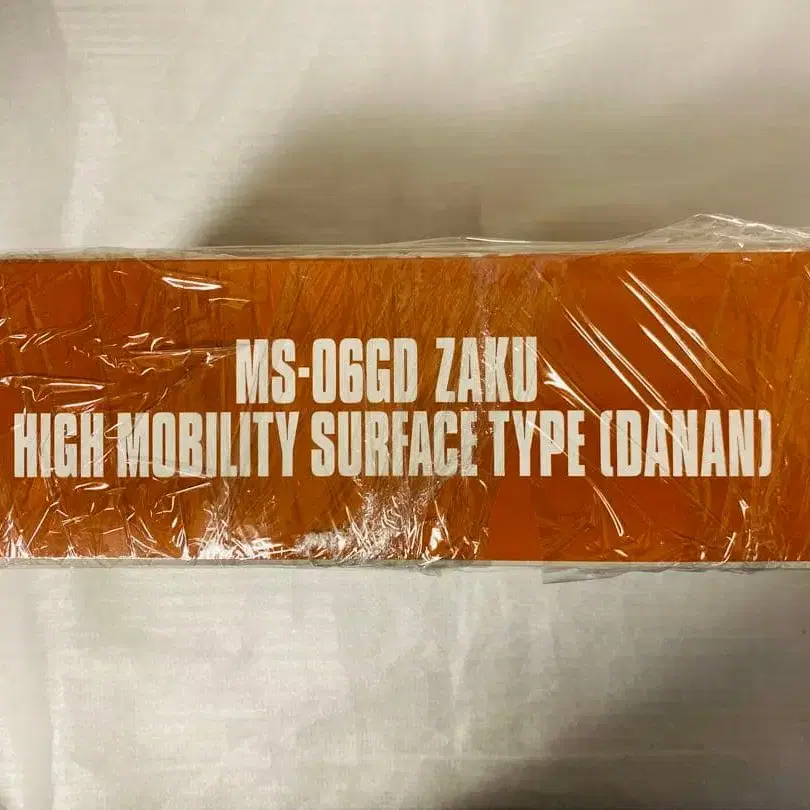 MS-06GD ZAKU
HIGH MOBILITY SURFACE TYPE (DANAN)